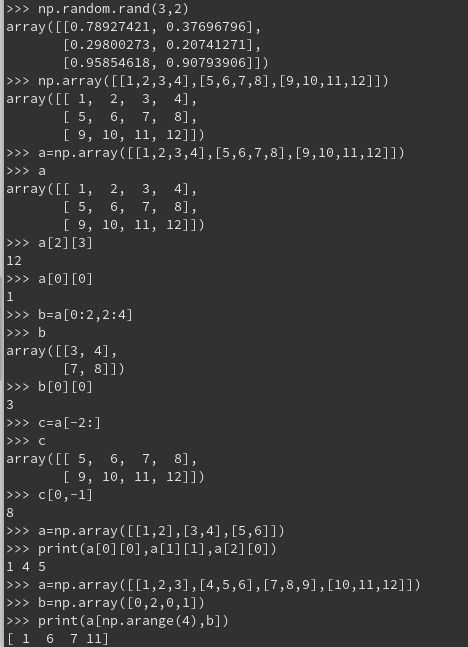 >>> np.random.rand(3,2)
array([[0.78927421, 0.37696796],
       [0.29800273, 0.20741271],
       [0.95854618, 0.90793906]])
>>> np.array([[1,2,3,4],[5,6,7,8],[9,10,11,12]])
array([[ 1,  2,  3,  4],
       [ 5,  6,  7,  8],
       [ 9, 10, 11, 12]])
>>> a=np.array([[1,2,3,4],[5,6,7,8],[9,10,11,12]])
>>> a
array([[ 1,  2,  3,  4],
       [ 5,  6,  7,  8],
       [ 9, 10, 11, 12]])
>>> a[2][3]
12
>>> a[0][0]
1
>>> b=a[0:2,2:4]
>>> b
array([[3, 4],
       [7, 8]])
>>> b[0][0]
3
>>> c=a[-2:]
>>> c
array([[ 5,  6,  7,  8],
       [ 9, 10, 11, 12]])
>>> c[0,-1]
8
>>> a=np.array([[1,2],[3,4],[5,6]])
>>> print(a[0][0],a[1][1],a[2][0])
1 4 5
>>> a=np.array([[1,2,3],[4,5,6],[7,8,9],[10,11,12]])
>>> b=np.array([0,2,0,1])
>>> print(a[np.arange(4),b])
[ 1  6  7 11]